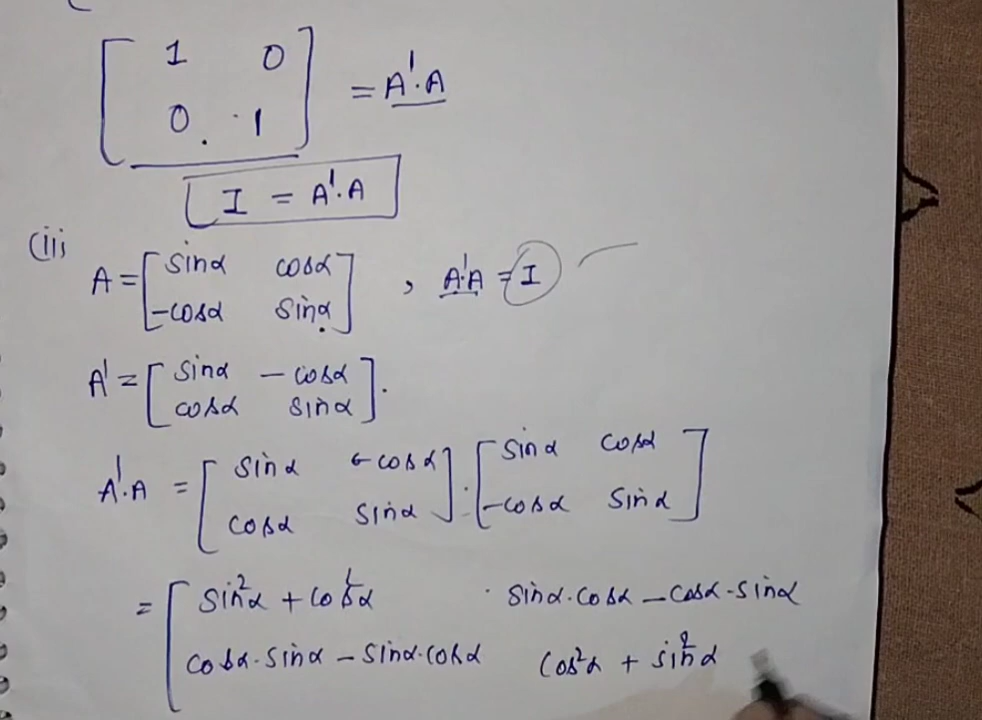 1 0 = A'.A
0 1
I = A'.A
(ii)
A = [ sinα cosα , A'A = I
-cosα sinα ]
A' = [ sinα - cosα
cosα sinα ].
A'.A = [ sinα - cosα ] . [ sinα cosα
cosα sinα -cosα sinα ]
= [ sin²α + cos²α sinα.cosα - cosα.sinα
cosα.sinα - sinα.cosα cos²α + sin²α